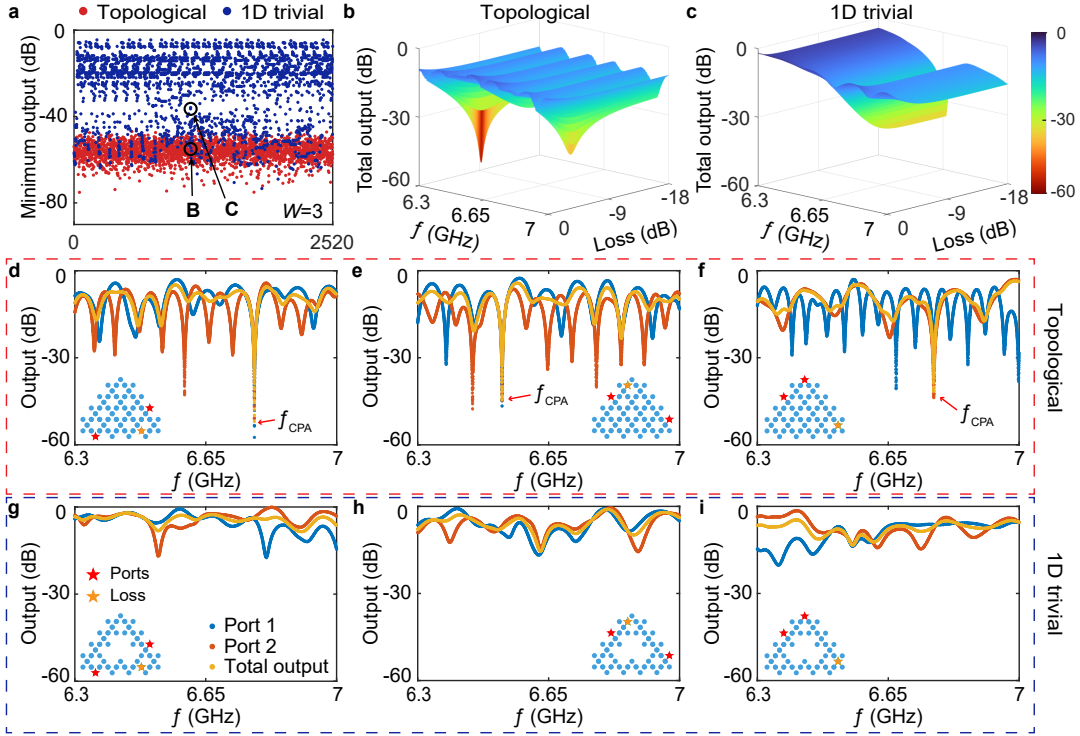 a Topological 1D trivial
Minimum output (dB)
0
-40
-80
B C W=3
0 2520
b Topological
Total output (dB)
0
-30
-60
6.3 6.65 7
f (GHz)
0 -9 -18
Loss (dB)
c 1D trivial
Total output (dB)
0
-30
-60
6.3 6.65 7
f (GHz)
0 -9 -18
Loss (dB)
0
-10
-30
-60
d
Output (dB)
0
-30
-60
fCPA
6.3 6.65 7
f (GHz)
e
Output (dB)
0
-30
-60
fCPA
6.3 6.65 7
f (GHz)
f
Output (dB)
0
-30
-60
fCPA
6.3 6.65 7
f (GHz)
Topological
g
Output (dB)
0
-30
-60
Ports
Loss
Port 1
Port 2
Total output
6.3 6.65 7
f (GHz)
h
Output (dB)
0
-30
-60
6.3 6.65 7
f (GHz)
i
Output (dB)
0
-30
-60
6.3 6.65 7
f (GHz)
1D trivial